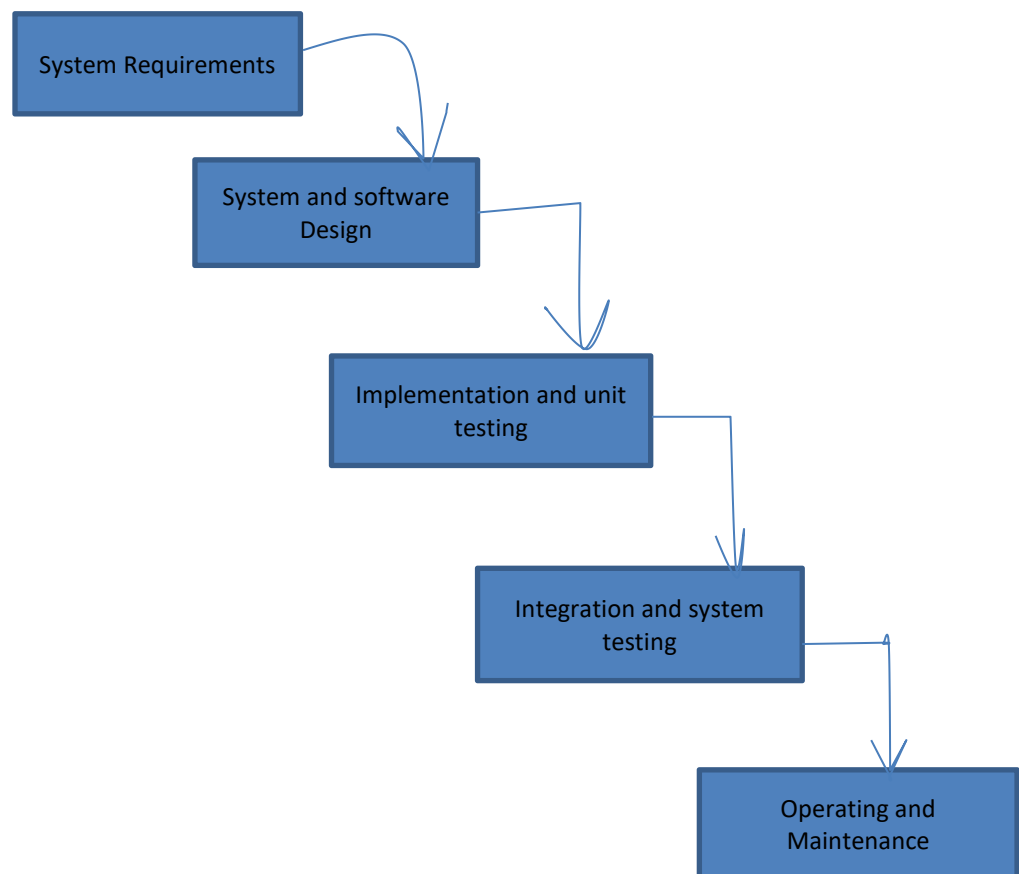 System Requirements
System and software
Design
Implementation and unit
testing
Integration and system
testing
Operating and
Maintenance